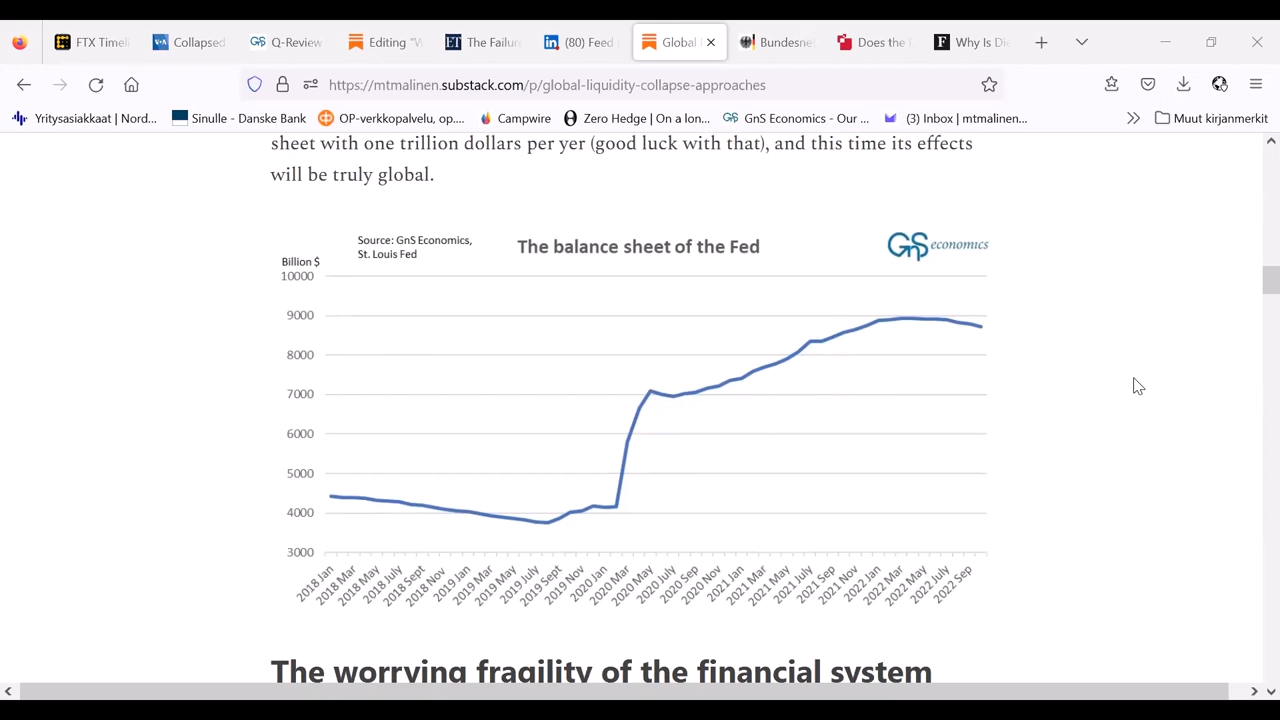 FTX Timeli
Collapsed
Q-Review
Editing "W
The Failur
(80) Feed
Global
Bundesne
Does the
Why Is Di
https://mtmalinen.substack.com/p/global-liquidity-collapse-approaches
Yritysasiakkaat | Nord...
Sinulle - Danske Bank
OP-verkkopalvelu, op....
Campwire
Zero Hedge | On a lon...
GnS Economics - Our ...
(3) Inbox | mtmalinen...
Muut kirjanmerkit
sheet with one trillion dollars per yer (good luck with that), and this time its effects
will be truly global.
Source: GnS Economics,
St. Louis Fed
The balance sheet of the Fed
GnS economics
Billion $
10000
9000
8000
7000
6000
5000
4000
3000
2018 Jan
2018 Mar
2018 May
2018 July
2018 Sept
2018 Nov
2019 Jan
2019 Mar
2019 May
2019 July
2019 Sept
2019 Nov
2020 Jan
2020 Mar
2020 May
2020 July
2020 Sep
2020 Nov
2021 Jan
2021 Mar
2021 May
2021 July
2021 Sep
2021 Nov
2022 Jan
2022 Mar
2022 May
2022 July
2022 Sep
The worrying fragility of the financial system